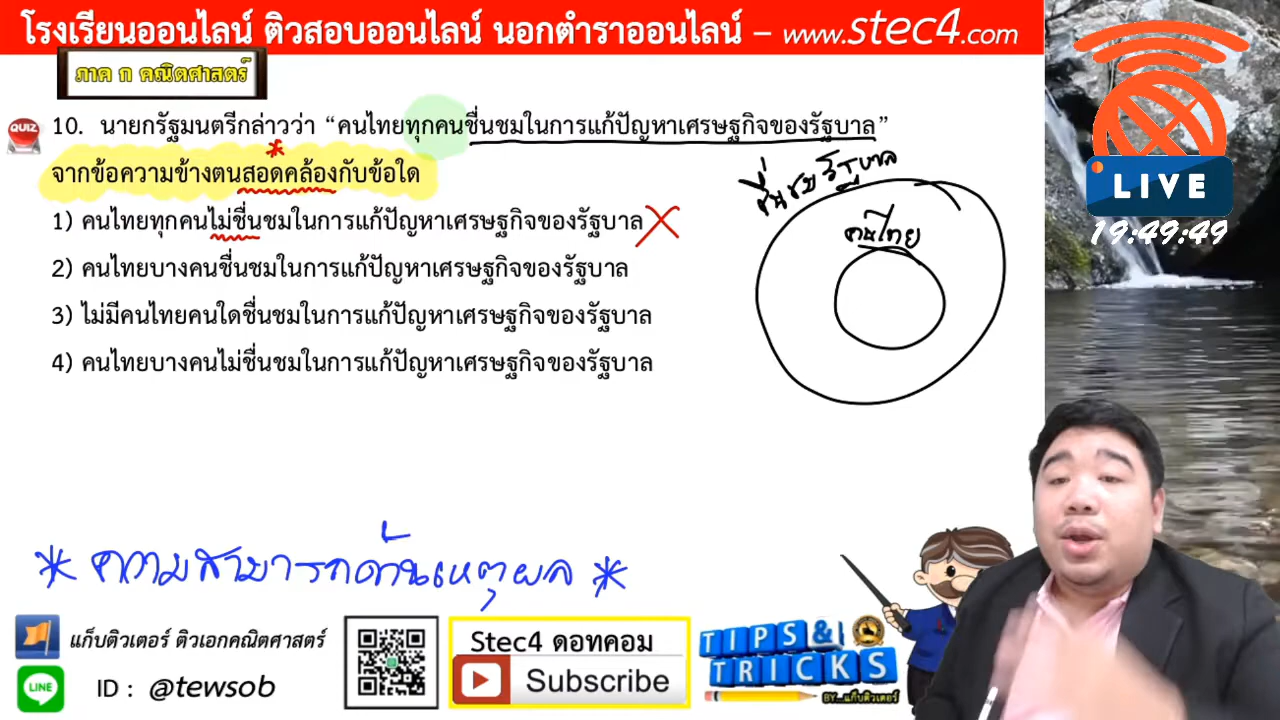 โรงเรียนออนไลน์ ติวสอบออนไลน์ นอกตำราออนไลน์ – www.stec4.com
ภาค ก คณิตศาสตร์
QUIZ
10. นายกรัฐมนตรีกล่าวว่า “คนไทยทุกคนชื่นชมในการแก้ปัญหาเศรษฐกิจของรัฐบาล”
จากข้อความข้างตนสอดคล้องกับข้อใด
1) คนไทยทุกคนไม่ชื่นชมในการแก้ปัญหาเศรษฐกิจของรัฐบาล
2) คนไทยบางคนชื่นชมในการแก้ปัญหาเศรษฐกิจของรัฐบาล
3) ไม่มีคนไทยคนใดชื่นชมในการแก้ปัญหาเศรษฐกิจของรัฐบาล
4) คนไทยบางคนไม่ชื่นชมในการแก้ปัญหาเศรษฐกิจของรัฐบาล
ชื่นชมรัฐบาล
คนไทย
LIVE
19:49:49
* ความสามารถด้านเหตุผล *
แก็บติวเตอร์ ติวเอกคณิตศาสตร์
LINE
ID : @tewsob
Stec4 ดอทคอม
Subscribe
TIPS &
TRICKS
BY...แก็บติวเตอร์